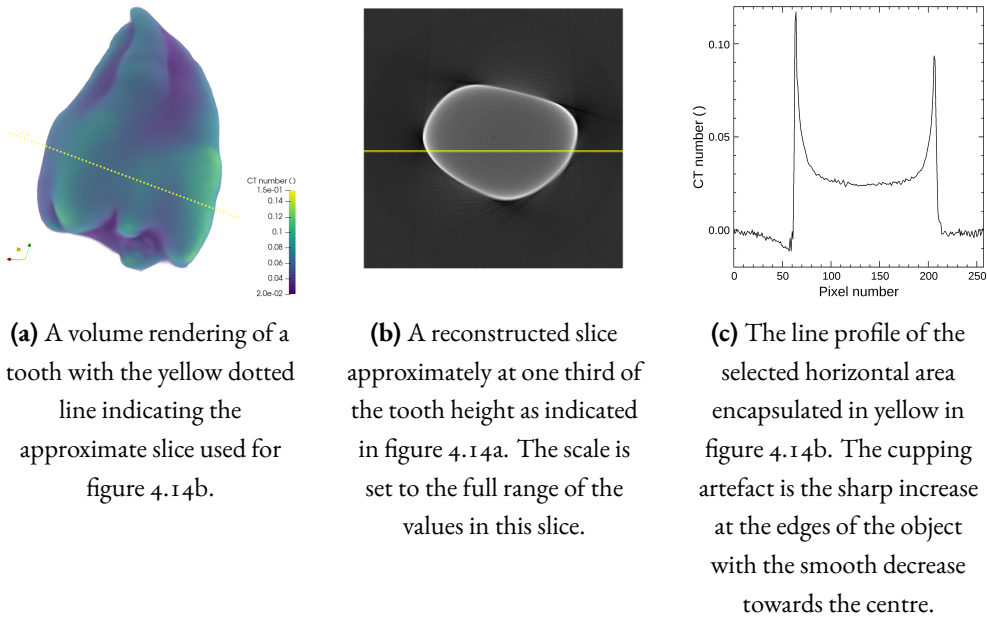 CT number ()
1.5e-01
0.14
0.12
0.1
0.08
0.06
0.04
2.0e-02
CT number ()
0.10
0.05
0.00
0
50
100
150
200
250
Pixel number
(a) A volume rendering of a
tooth with the yellow dotted
line indicating the
approximate slice used for
figure 4.14b.
(b) A reconstructed slice
approximately at one third of
the tooth height as indicated
in figure 4.14a. The scale is
set to the full range of the
values in this slice.
(c) The line profile of the
selected horizontal area
encapsulated in yellow in
figure 4.14b. The cupping
artefact is the sharp increase
at the edges of the object
with the smooth decrease
towards the centre.